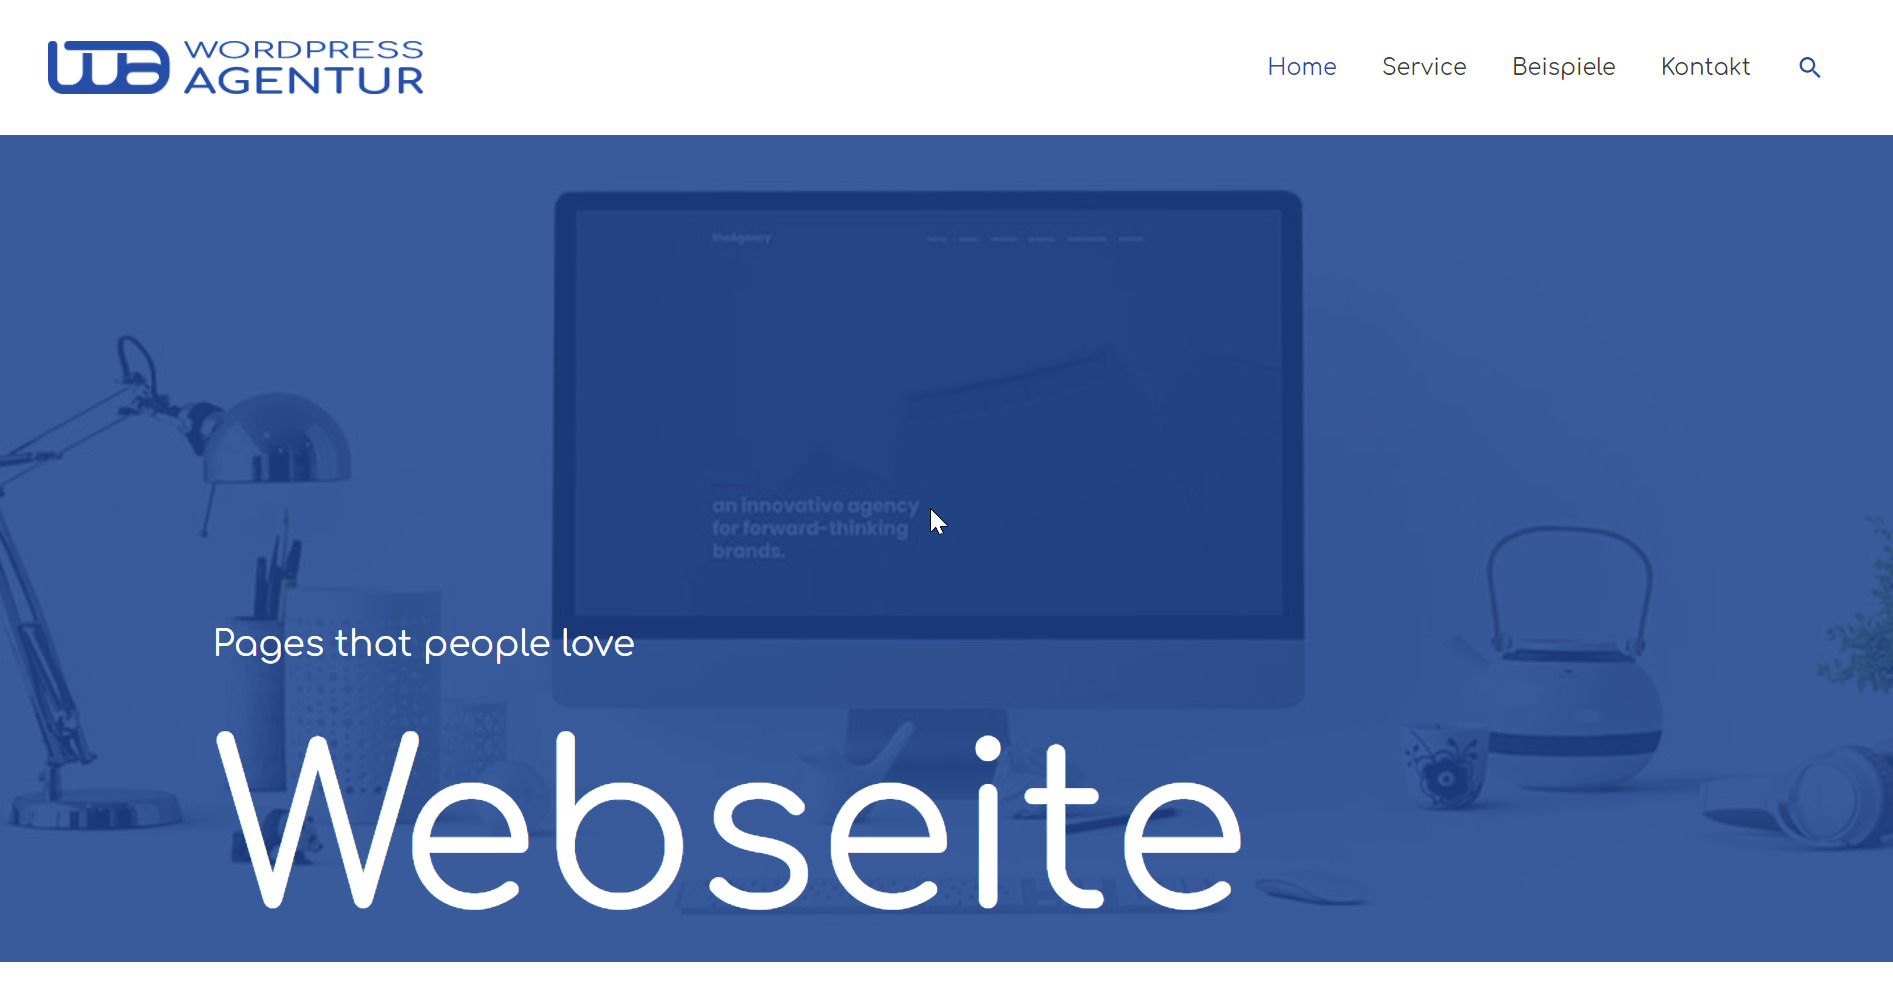 WORDPRESS
AGENTUR
Home Service Beispiele Kontakt
theAgency
an innovative agency
for forward-thinking
brands.
Pages that people love
Webseite